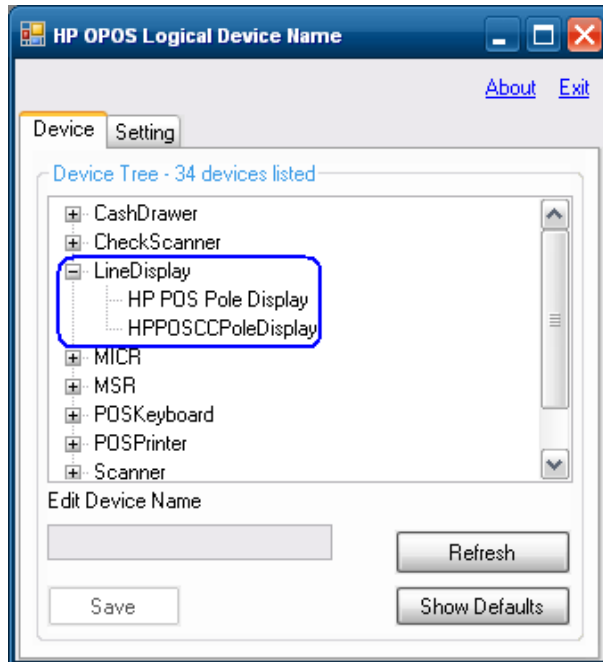 HP OPOS Logical Device Name
About Exit
Device Setting
Device Tree - 34 devices listed
CashDrawer
CheckScanner
LineDisplay
HP POS Pole Display
HPPOSCCPoleDisplay
MICR
MSR
POSKeyboard
POSPrinter
Scanner
Edit Device Name
Refresh
Save Show Defaults